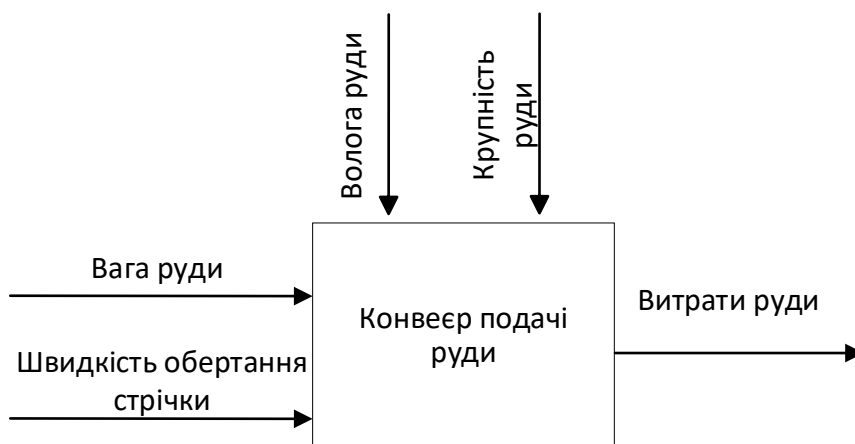 Волога руди
Крупність
руди
Вага руди
Швидкість обертання
стрічки
Конвеєр подачі
руди
Витрати руди